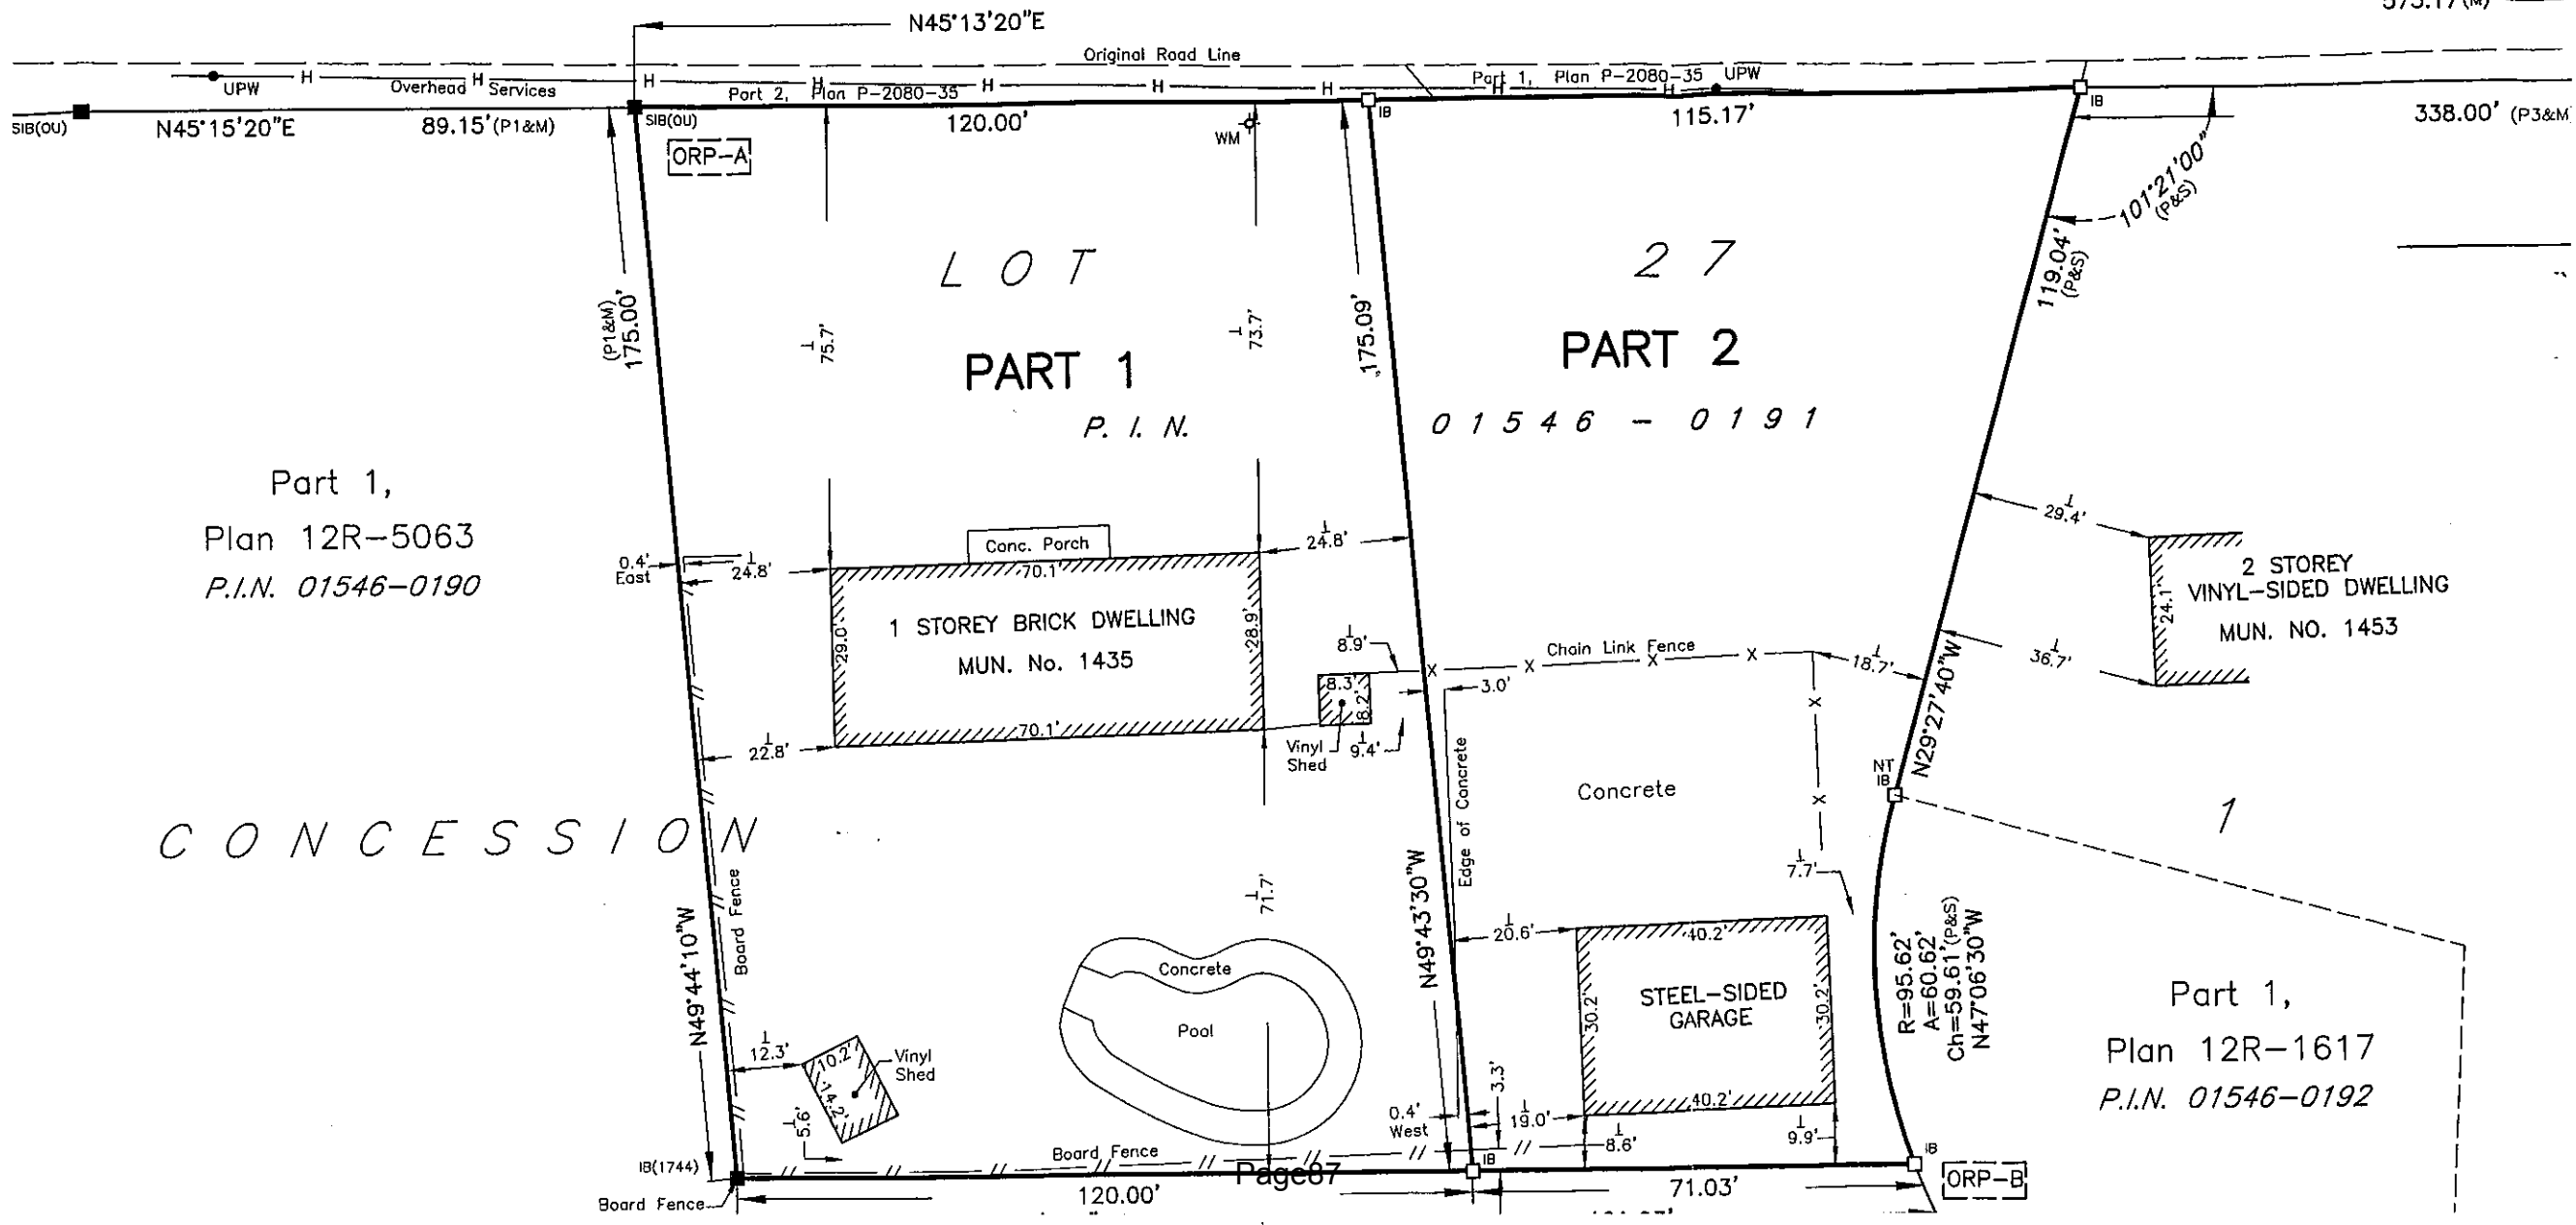 N45°13'20"E
575.17'(M)
Original Road Line
UPW
H
Overhead
H
Services
H
H
Part 2, Plan P-2080-35
H
H
H
Part 1, Plan P-2080-35
H
UPW
H
SIB(OU)
N45°15'20"E
89.15'(P1&M)
SIB(OU)
ORP-A
120.00'
WM
IB
115.17'
IB
338.00' (P3&M
101°21'00"
(P&S)
(P1&M)
175.00'
75.7'
73.7'
175.09'
119.04'
(P&S)
LOT
27
PART 1
PART 2
P. I. N.
01546 - 0191
Part 1,
Plan 12R-5063
P.I.N. 01546-0190
0.4'
East
24.8'
Conc. Porch
24.8'
29.4'
70.1'
1 STOREY BRICK DWELLING
MUN. No. 1435
29.0'
28.9'
70.1'
22.8'
8.9'
8.3'
8.2'
Vinyl
Shed
9.4'
3.0'
X
X
Chain Link Fence
X
X
X
X
18.7'
36.7'
24.1'
2 STOREY
VINYL-SIDED DWELLING
MUN. NO. 1453
N29°27'40"W
NT
IB
CONCESSION
1
Board Fence
N49°44'10"W
71.7'
Edge of Concrete
Concrete
7.7'
N49°43'30"W
20.6'
40.2'
30.2'
STEEL-SIDED
GARAGE
30.2'
40.2'
R=95.62'
A=60.62'
Ch=59.61'(P&S)
N47°06'30"W
Part 1,
Plan 12R-1617
P.I.N. 01546-0192
Concrete
Pool
12.3'
10.2'
14.2'
Vinyl
Shed
5.6'
0.4'
West
3.3'
19.0'
8.6'
9.9'
IB(1744)
Board Fence
Board Fence
Page87
IB
IB
ORP-B
120.00'
71.03'